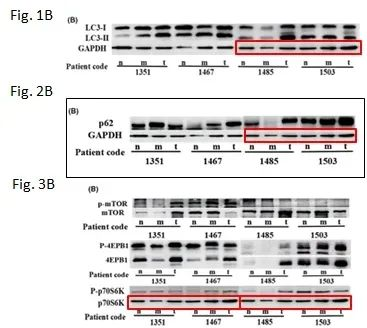 Fig. 1B
(B)
LC3-I
LC3-II
GAPDH
n m t n m t n m t n m t
Patient code
1351 1467 1485 1503
Fig. 2B
(B)
p62
GAPDH
n m t n m t n m t n m t
Patient code
1351 1467 1485 1503
Fig. 3B
(B)
p-mTOR
mTOR
n m t n m t n m t n m t
Patient code
1351 1467 1485 1503
P-4EPB1
4EPB1
n m t n m t n m t n m t
Patient code
1351 1467 1485 1503
P-p70S6K
p70S6K
n m t n m t n m t n m t
Patient code
1351 1467 1485 1503